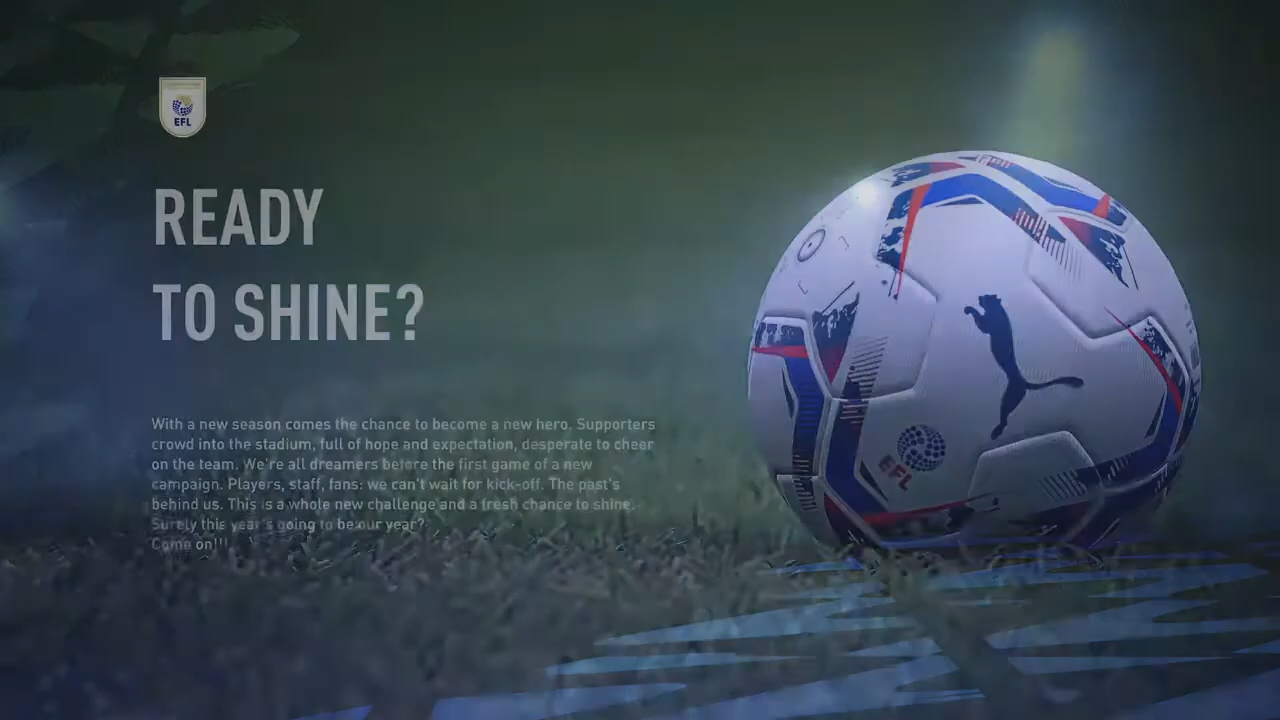 EFL
READY
TO SHINE?
With a new season comes the chance to become a new hero. Supporters
crowd into the stadium, full of hope and expectation, desperate to cheer
on the team. We're all dreamers before the first game of a new
campaign. Players, staff, fans: we can't wait for kick-off. The past's
behind us. This is a whole new challenge and a fresh chance to shine.
Surely this year's going to be our year?
Come on!!!
EFL